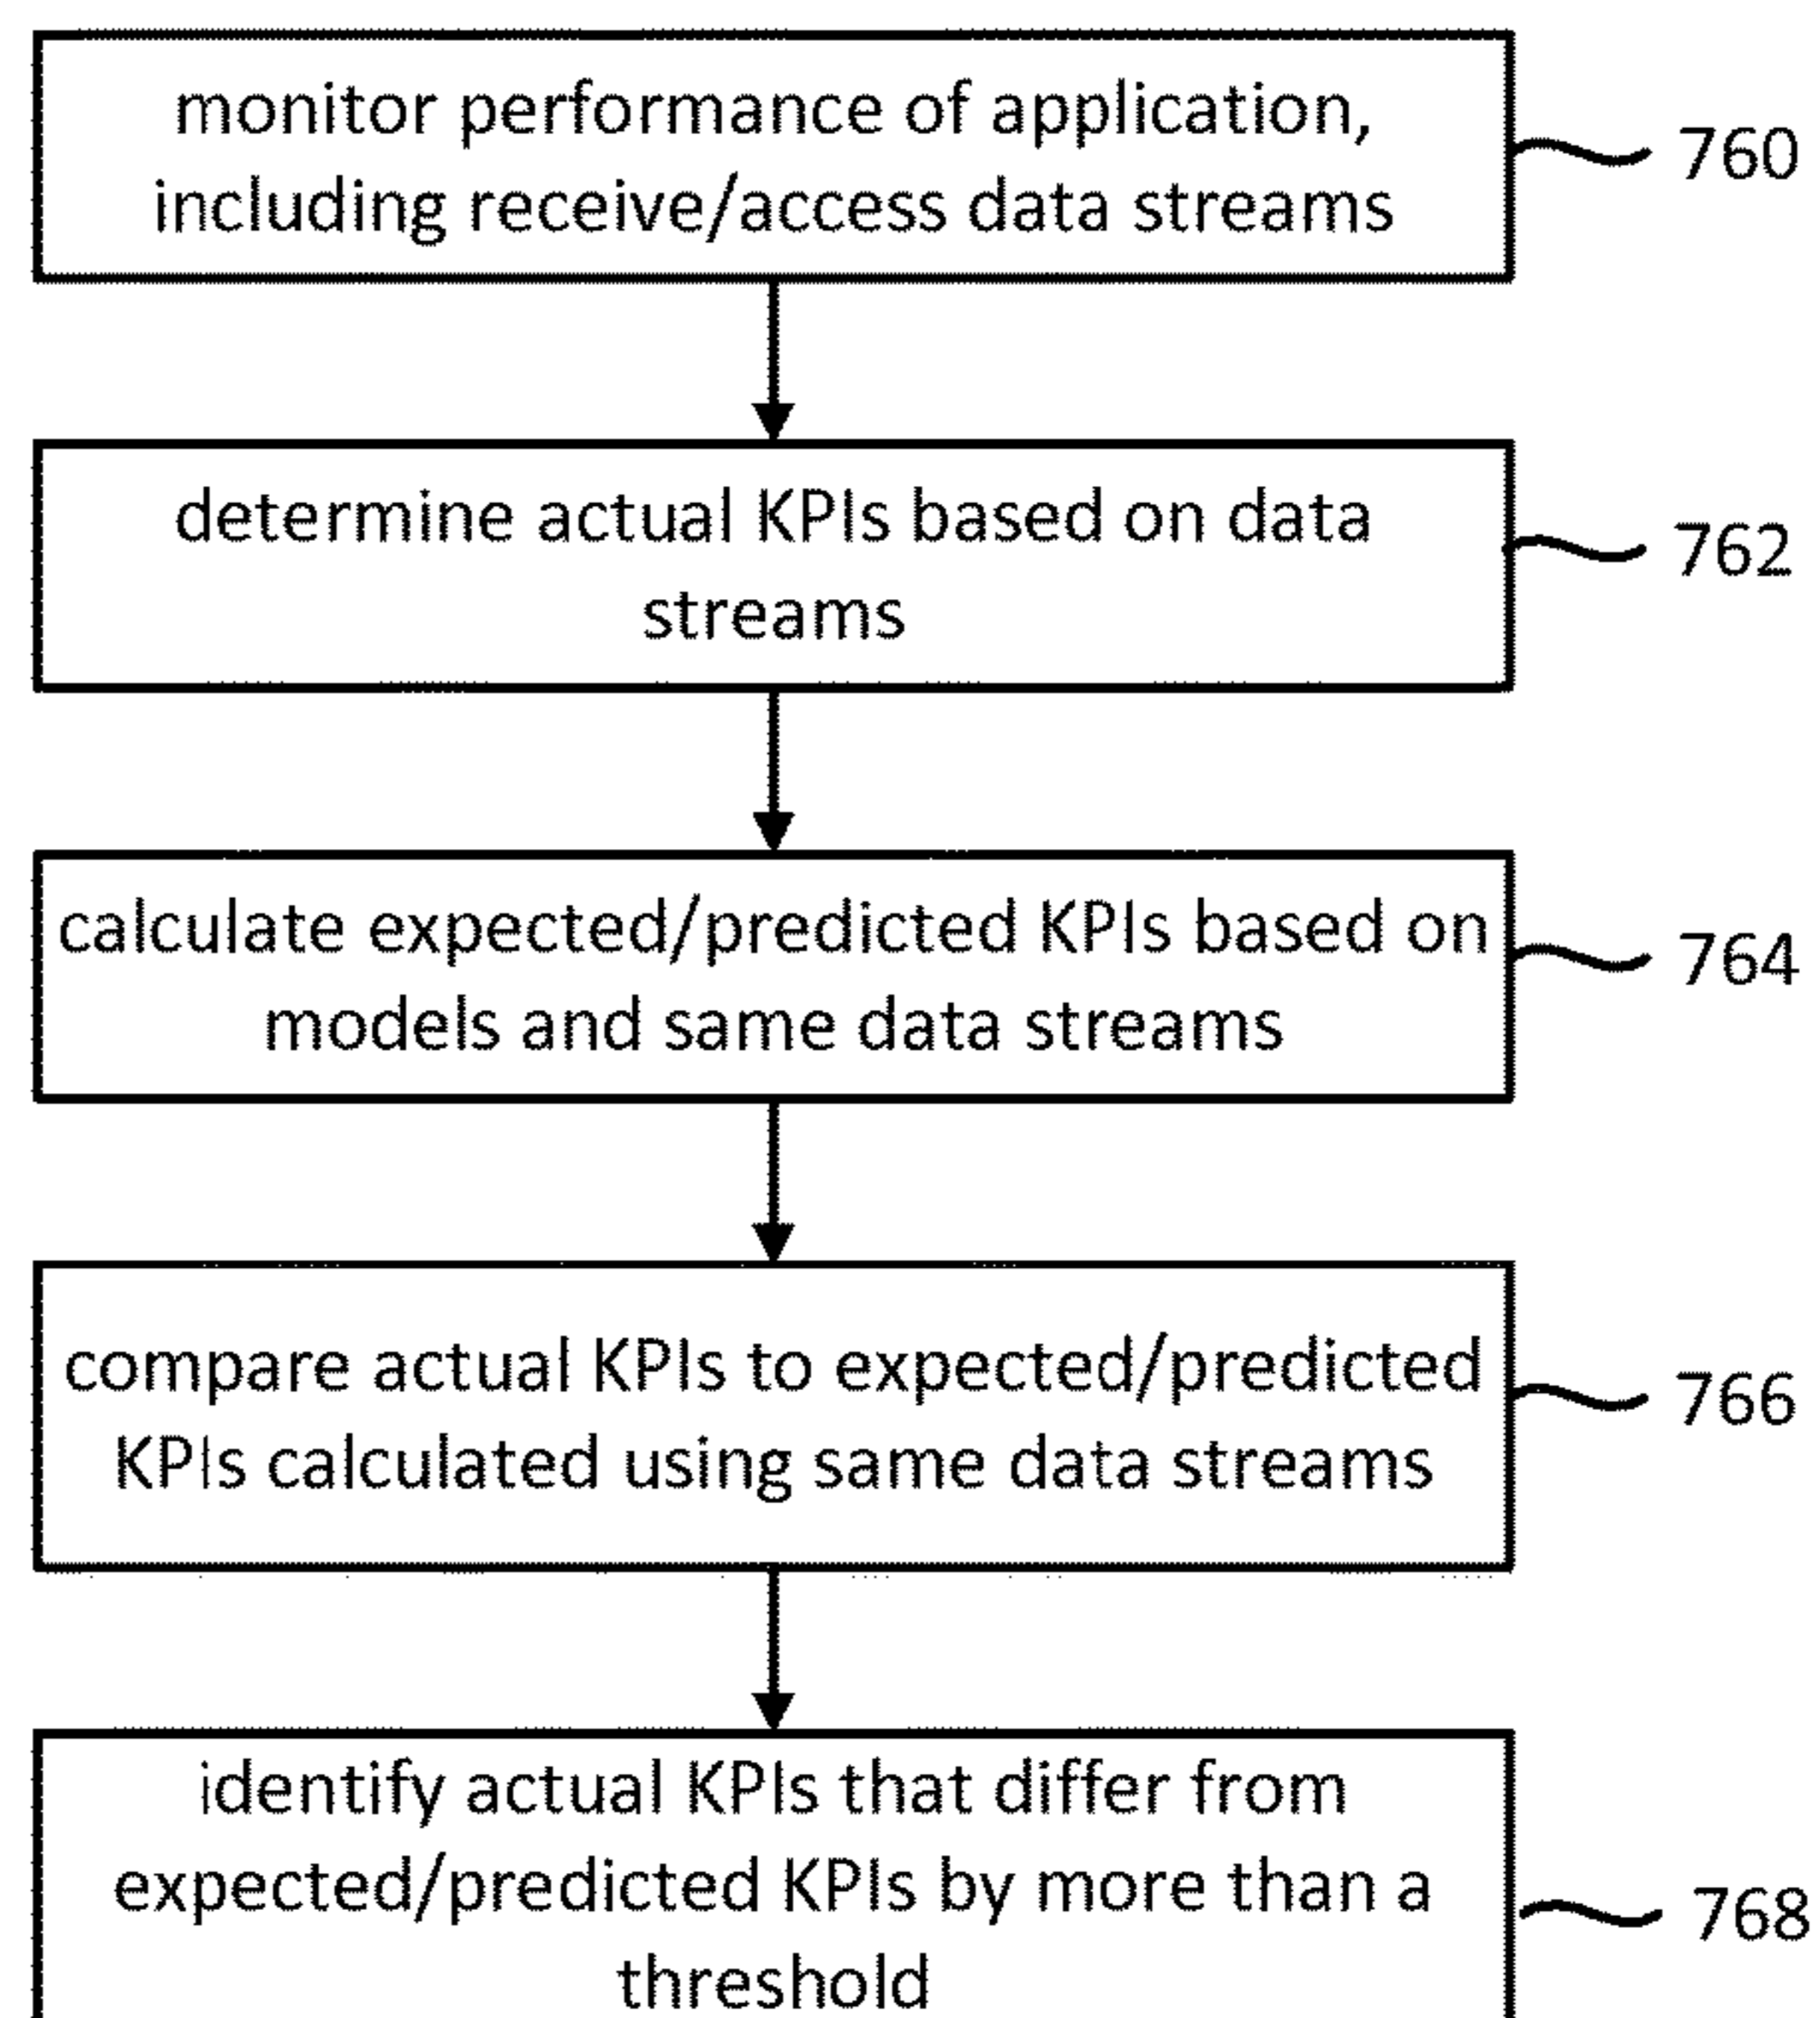 monitor performance of application,
including receive/access data streams
760
determine actual KPIs based on data
streams
762
calculate expected/predicted KPIs based on
models and same data streams
764
compare actual KPIs to expected/predicted
KPIs calculated using same data streams
766
identify actual KPIs that differ from
expected/predicted KPIs by more than a
threshold
768